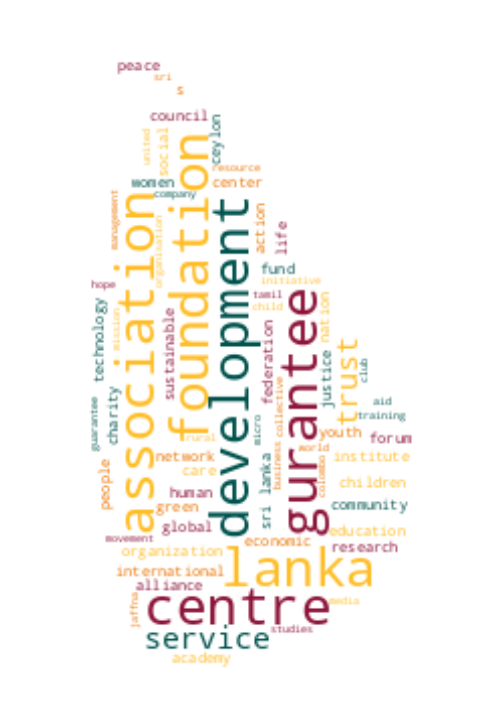 peace
sri
s
council
ceylon
united
social
resource
women
center
company
management
organisation
association
foundation
development
action
life
fund
initiative
hope
tamil
child
gurantee
nation
technology
mission
sustainable
federation
justice
trust
club
aid
training
guarantee
charity
rural
micro
collective
business
youth
forum
world
colombo
network
care
institute
people
human
green
sri lanka
children
community
global
education
movement
economic
research
organization
lanka
international
alliance
jaffna
centre
media
service
studies
academy